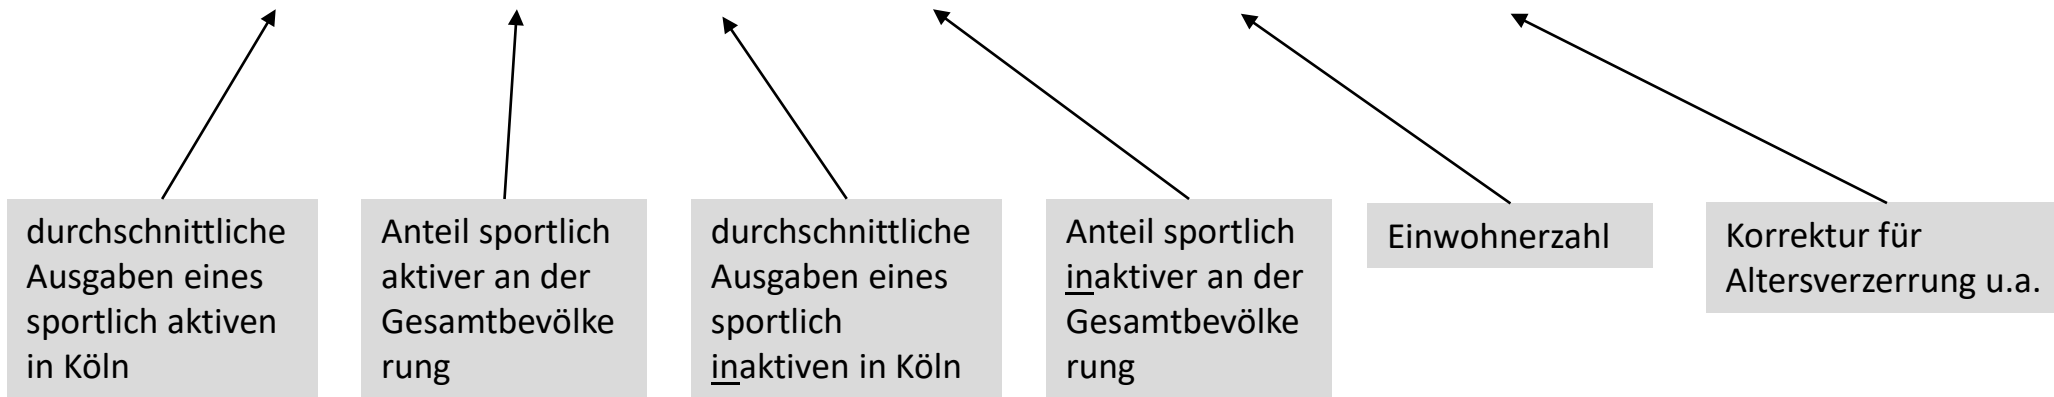 durchschnittliche
Ausgaben eines
sportlich aktiven
in Köln
Anteil sportlich
aktiver an der
Gesamtbevölke
rung
durchschnittliche
Ausgaben eines
sportlich
inaktiven in Köln
Anteil sportlich
inaktiver an der
Gesamtbevölke
rung
Einwohnerzahl
Korrektur für
Altersverzerrung u.a.